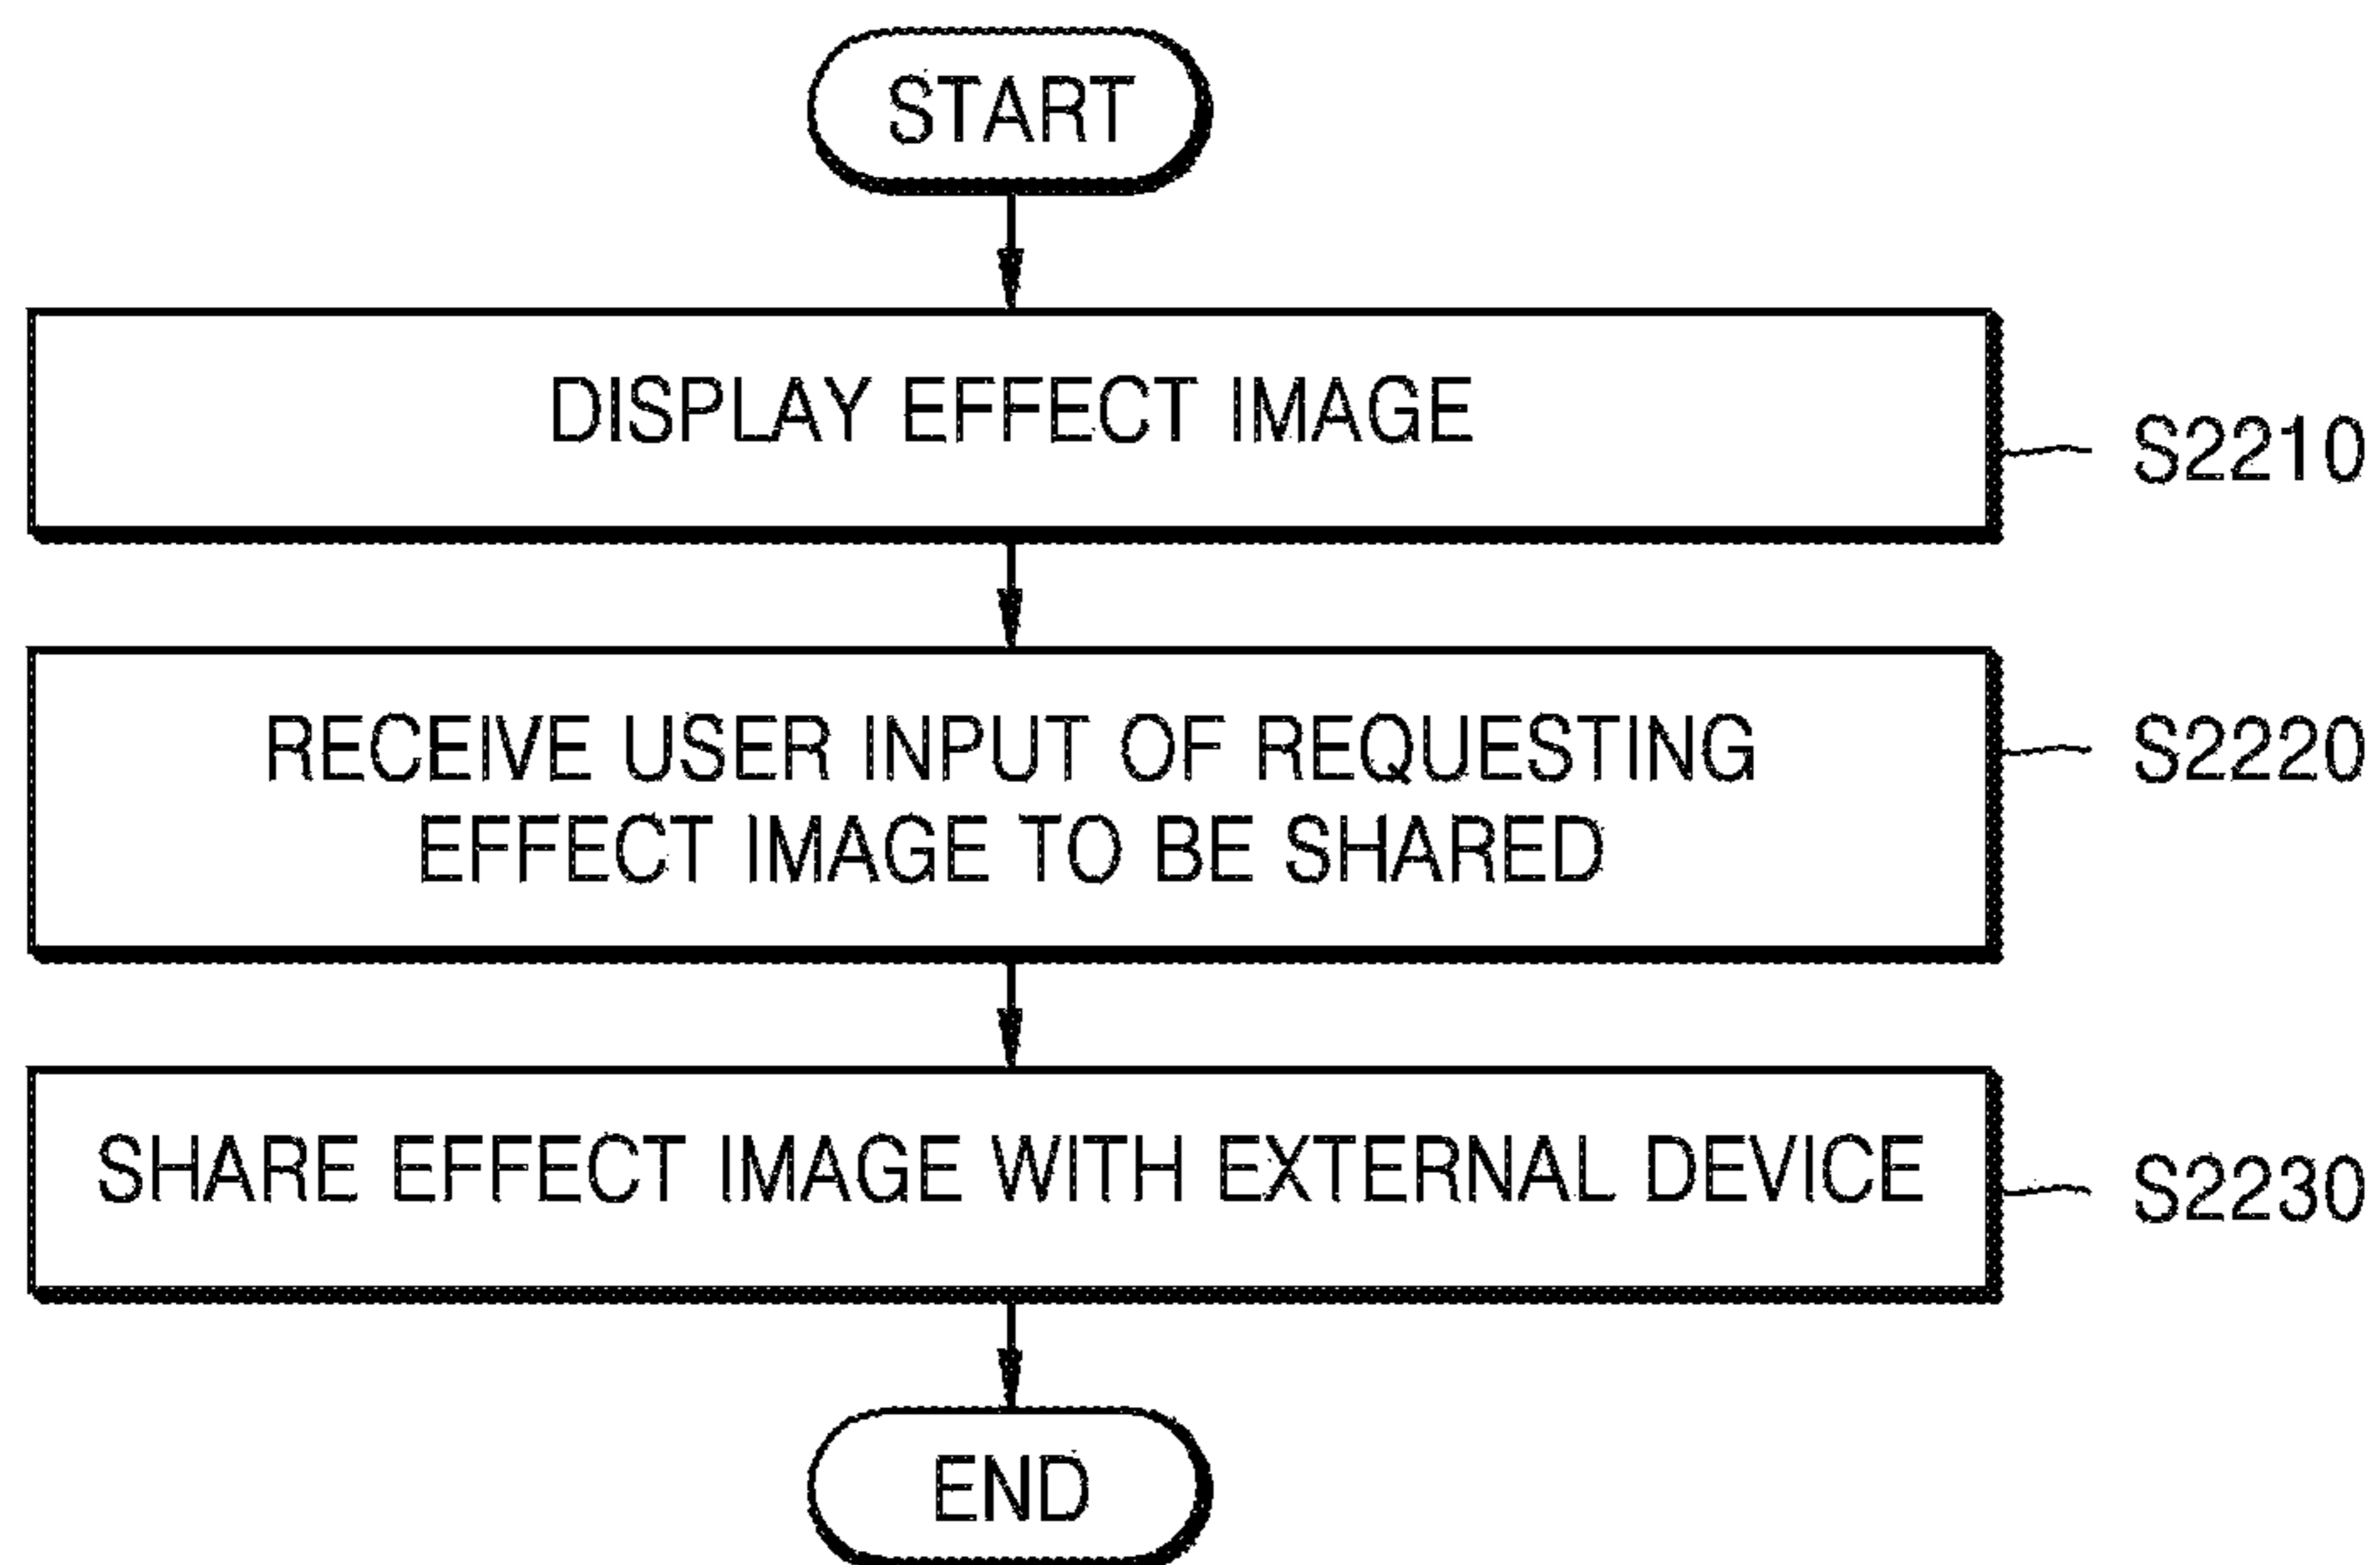 START
DISPLAY EFFECT IMAGE
S2210
RECEIVE USER INPUT OF REQUESTING
EFFECT IMAGE TO BE SHARED
S2220
SHARE EFFECT IMAGE WITH EXTERNAL DEVICE
S2230
END